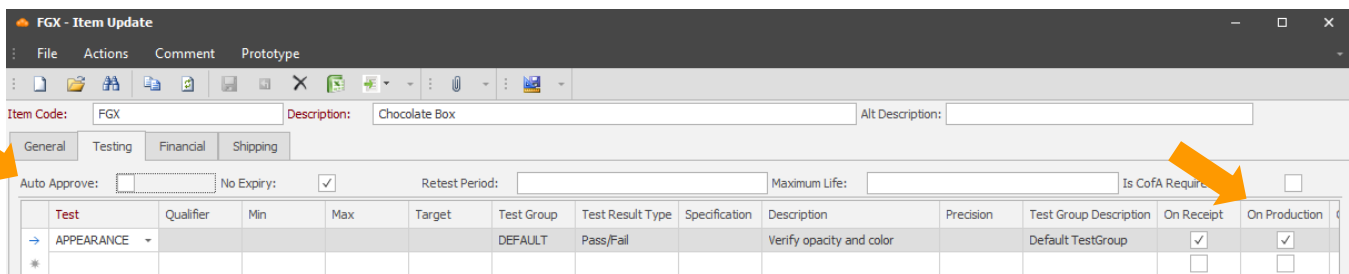 FGX - Item Update
File Actions Comment Prototype
Item Code: FGX Description: Chocolate Box Alt Description:
General Testing Financial Shipping
Auto Approve: No Expiry: Retest Period: Maximum Life: Is CofA Require
Test Qualifier Min Max Target Test Group Test Result Type Specification Description Precision Test Group Description On Receipt On Production
APPEARANCE DEFAULT Pass/Fail Verify opacity and color Default TestGroup